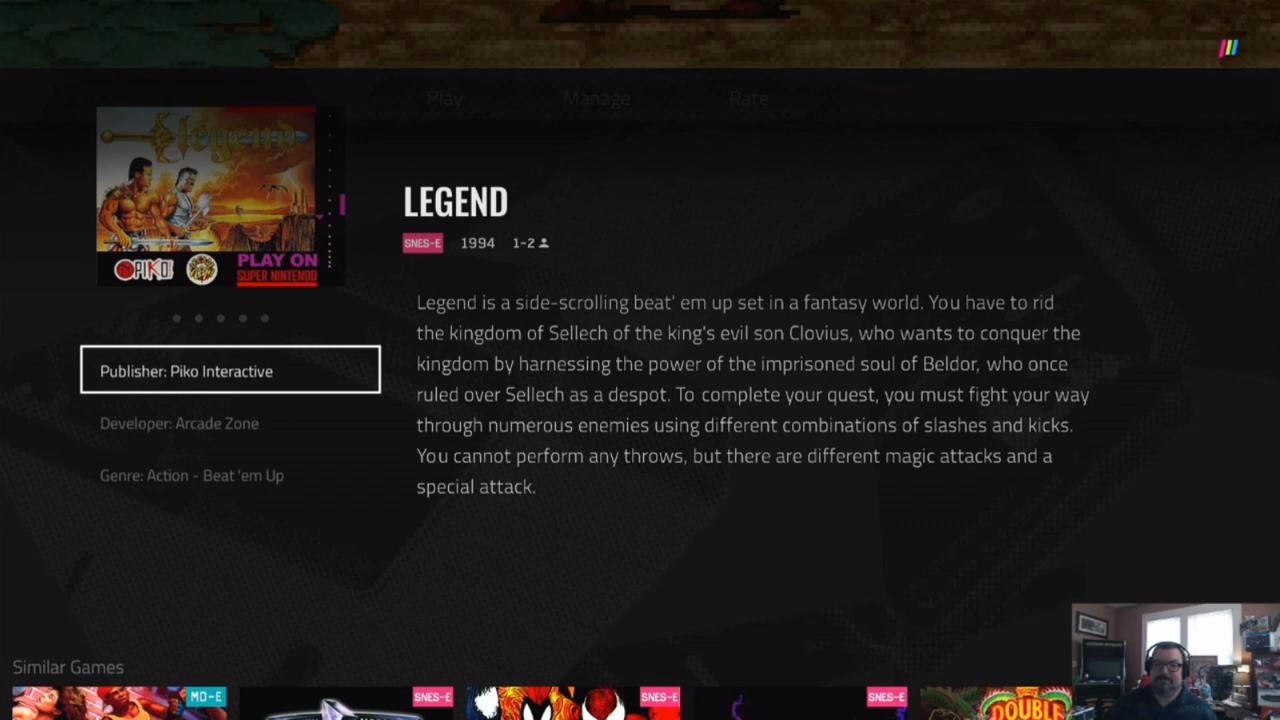 Play Manage Rate
legend
PIKO!
PLAY ON
SUPER NINTENDO
LEGEND
SNES-E 1994 1-2
Legend is a side-scrolling beat' em up set in a fantasy world. You have to rid
the kingdom of Sellech of the king's evil son Clovius, who wants to conquer the
kingdom by harnessing the power of the imprisoned soul of Beldor, who once
ruled over Sellech as a despot. To complete your quest, you must fight your way
through numerous enemies using different combinations of slashes and kicks.
You cannot perform any throws, but there are different magic attacks and a
special attack.
Publisher: Piko Interactive
Developer: Arcade Zone
Genre: Action - Beat 'em Up
Similar Games
MD-E SNES-E SNES-E SNES-E
DOUBLE